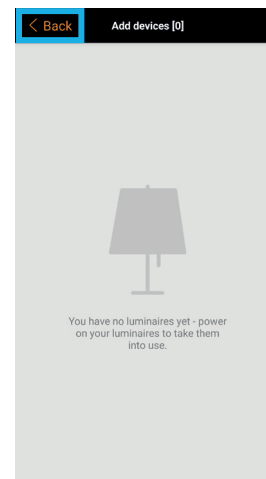 < Back Add devices [0]
You have no luminaires yet - power
on your luminaires to take them
into use.